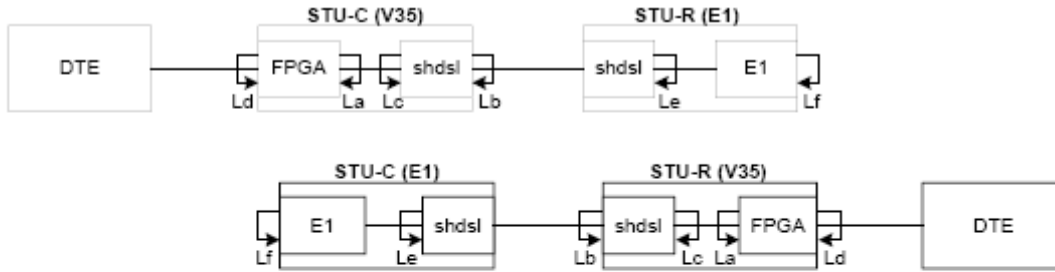 STU-C (V35) STU-R (E1)
DTE FPGA shdsl shdsl E1
Ld La Lc Lb Le Lf
STU-C (E1) STU-R (V35)
E1 shdsl shdsl FPGA DTE
Lf Le Lb Lc La Ld